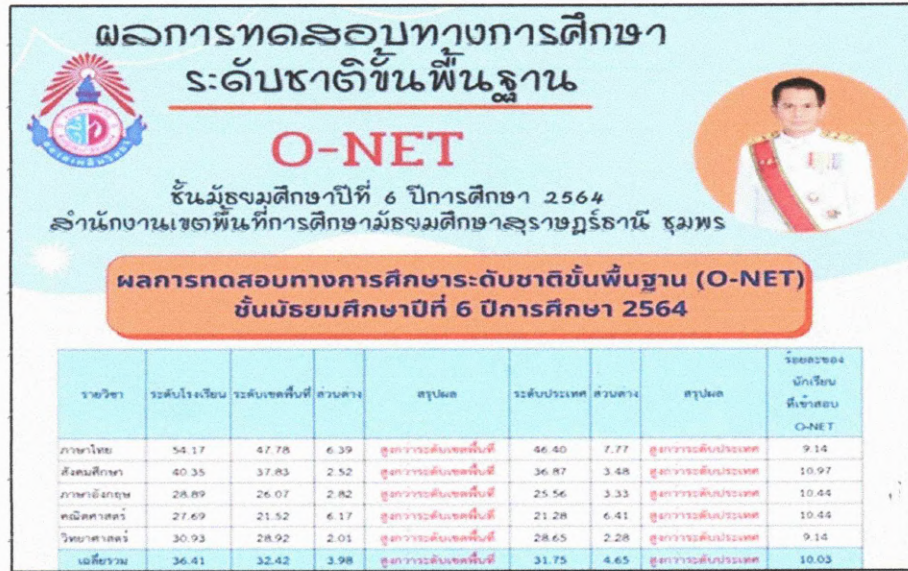 ผลการทดสอบทางการศึกษา
ระดับชาติขั้นพื้นฐาน
O-NET
ชั้นมัธยมศึกษาปีที่ 6 ปีการศึกษา 2564
สำนักงานเขตพื้นที่การศึกษามัธยมศึกษาสุราษฎร์ธานี ชุมพร
ผลการทดสอบทางการศึกษาระดับชาติขั้นพื้นฐาน (O-NET)
ชั้นมัธยมศึกษาปีที่ 6 ปีการศึกษา 2564
รายวิชา ระดับโรงเรียน ระดับเขตพื้นที่ ส่วนต่าง สรุปผล ระดับประเทศ ส่วนต่าง สรุปผล ร้อยละของนักเรียนที่เข้าสอบ O-NET
ภาษาไทย 54.17 47.78 6.39 สูงกว่าระดับเขตพื้นที่ 46.40 7.77 สูงกว่าระดับประเทศ 9.14
สังคมศึกษา 40.35 37.83 2.52 สูงกว่าระดับเขตพื้นที่ 36.87 3.48 สูงกว่าระดับประเทศ 10.97
ภาษาอังกฤษ 28.89 26.07 2.82 สูงกว่าระดับเขตพื้นที่ 25.56 3.33 สูงกว่าระดับประเทศ 10.44
คณิตศาสตร์ 27.69 21.52 6.17 สูงกว่าระดับเขตพื้นที่ 21.28 6.41 สูงกว่าระดับประเทศ 10.44
วิทยาศาสตร์ 30.93 28.92 2.01 สูงกว่าระดับเขตพื้นที่ 28.65 2.28 สูงกว่าระดับประเทศ 9.14
เฉลี่ยรวม 36.41 32.42 3.98 สูงกว่าระดับเขตพื้นที่ 31.75 4.65 สูงกว่าระดับประเทศ 10.03